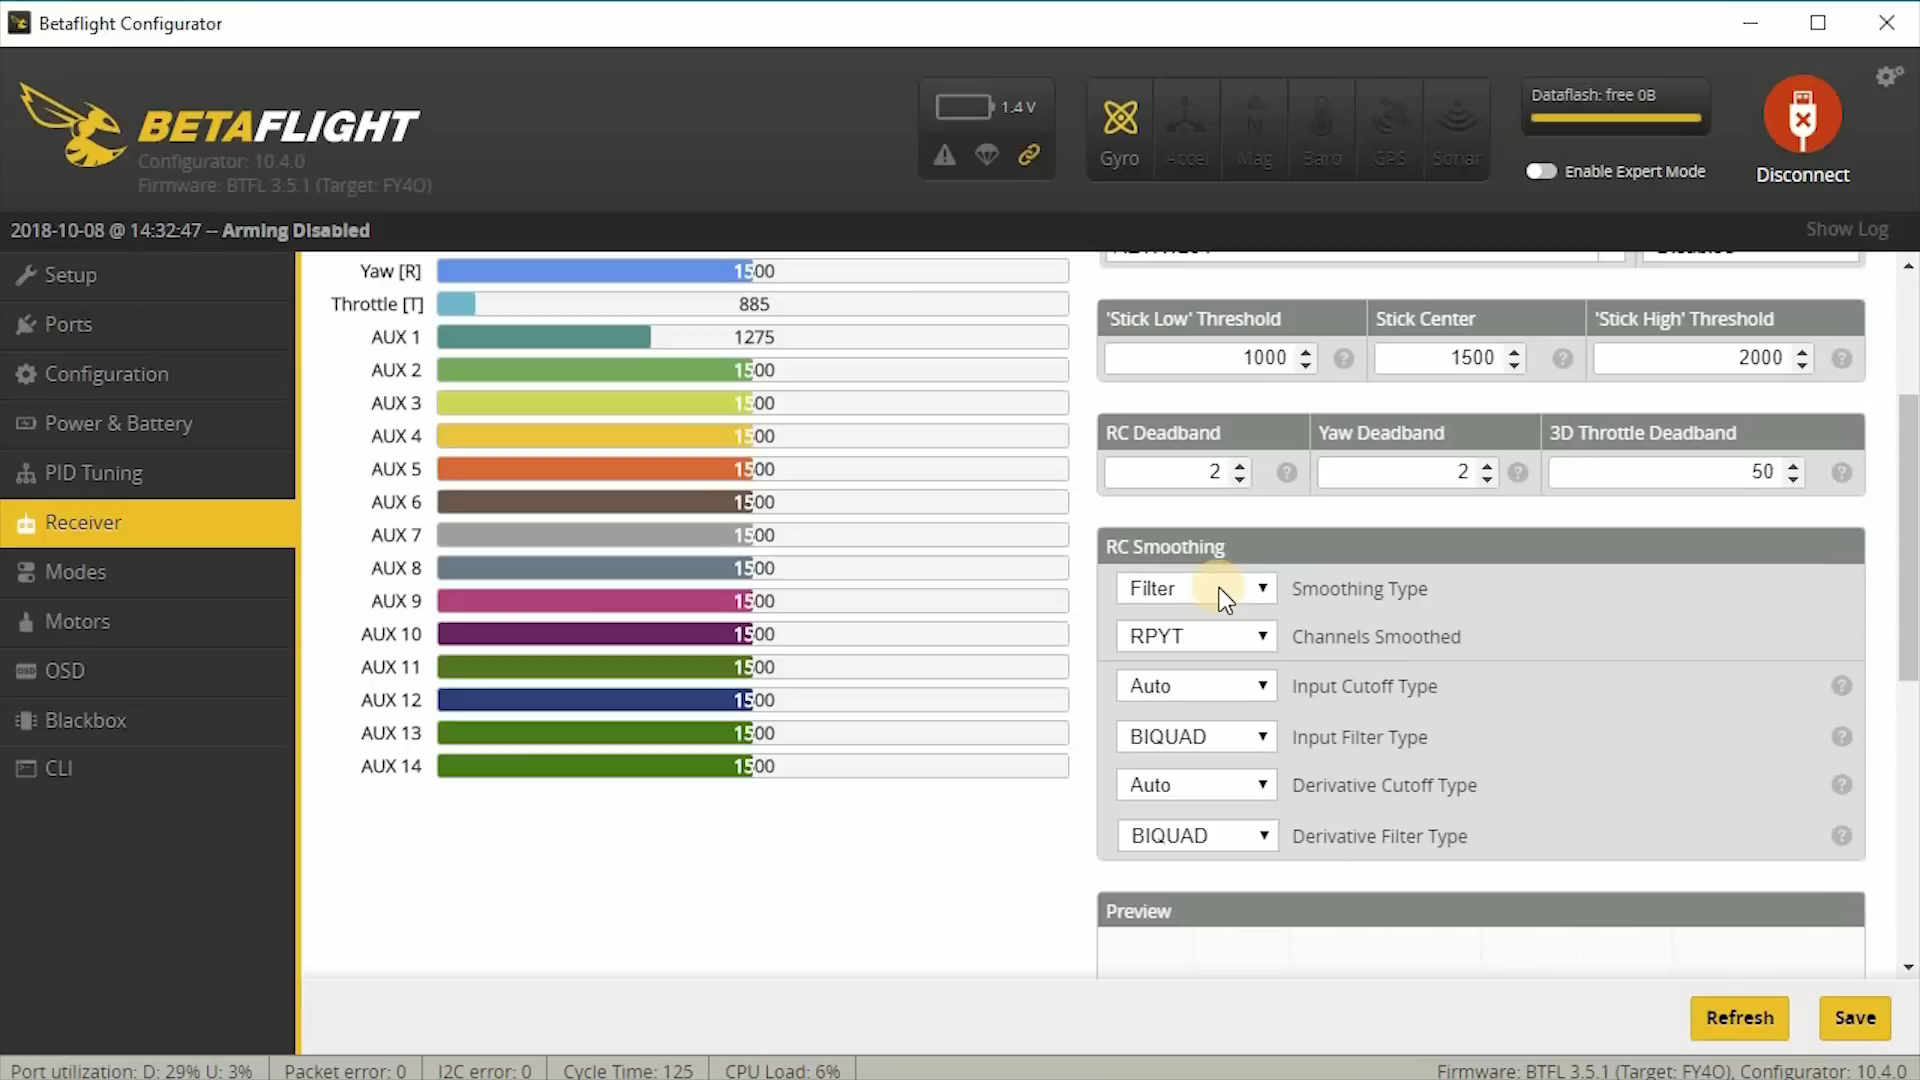 Betaflight Configurator
BETAFLIGHT
Configurator: 10.4.0
Firmware: BTFL 3.5.1 (Target: FY4O)
1.4 V
Gyro
Accel
Mag
Baro
GPS
Sonar
Dataflash: free 0B
Enable Expert Mode
Disconnect
2018-10-08 @ 14:32:47 -- Arming Disabled
Show Log
Setup
Ports
Configuration
Power & Battery
PID Tuning
Receiver
Modes
Motors
OSD
Blackbox
CLI
Yaw [R] 1500
Throttle [T] 885
AUX 1 1275
AUX 2 1500
AUX 3 1500
AUX 4 1500
AUX 5 1500
AUX 6 1500
AUX 7 1500
AUX 8 1500
AUX 9 1500
AUX 10 1500
AUX 11 1500
AUX 12 1500
AUX 13 1500
AUX 14 1500
'Stick Low' Threshold Stick Center 'Stick High' Threshold
1000 ? 1500 ? 2000 ?
RC Deadband Yaw Deadband 3D Throttle Deadband
2 ? 2 ? 50 ?
RC Smoothing
Filter Smoothing Type
RPYT Channels Smoothed
Auto Input Cutoff Type ?
BIQUAD Input Filter Type ?
Auto Derivative Cutoff Type ?
BIQUAD Derivative Filter Type ?
Preview
Refresh Save
Port utilization: D: 29% U: 3% Packet error: 0 I2C error: 0 Cycle Time: 125 CPU Load: 6% Firmware: BTFL 3.5.1 (Target: FY4O), Configurator: 10.4.0